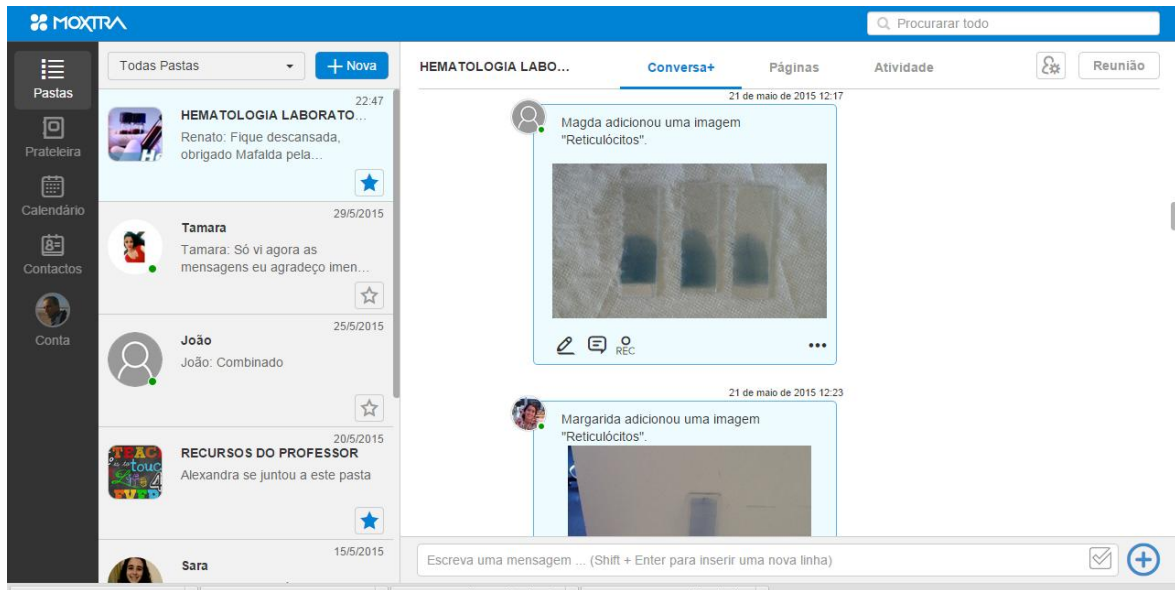 MOXTRA
Procurarar todo
Pastas
Prateleira
Calendário
Contactos
Conta
Todas Pastas
+ Nova
22:47
HEMATOLOGIA LABORATO...
Renato: Fique descansada,
obrigado Mafalda pela...
29/5/2015
Tamara
Tamara: Só vi agora as
mensagens eu agradeço imen...
25/5/2015
João
João: Combinado
20/5/2015
RECURSOS DO PROFESSOR
Alexandra se juntou a este pasta
15/5/2015
Sara
HEMATOLOGIA LABO...
Conversa+
Páginas
Atividade
Reunião
21 de maio de 2015 12:17
Magda adicionou uma imagem
"Reticulócitos".
REC
21 de maio de 2015 12:23
Margarida adicionou uma imagem
"Reticulócitos".
Escreva uma mensagem ... (Shift + Enter para inserir uma nova linha)